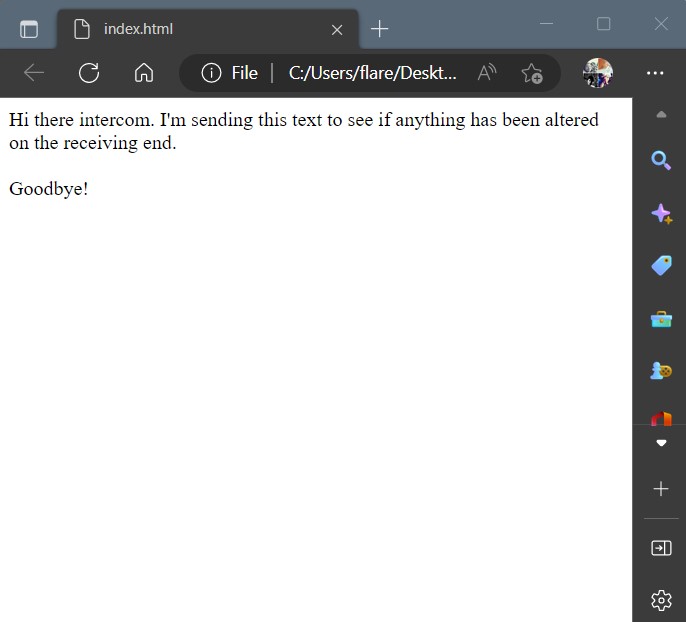 index.html
File
C:/Users/flare/Deskt...
Hi there intercom. I'm sending this text to see if anything has been altered
on the receiving end.
Goodbye!